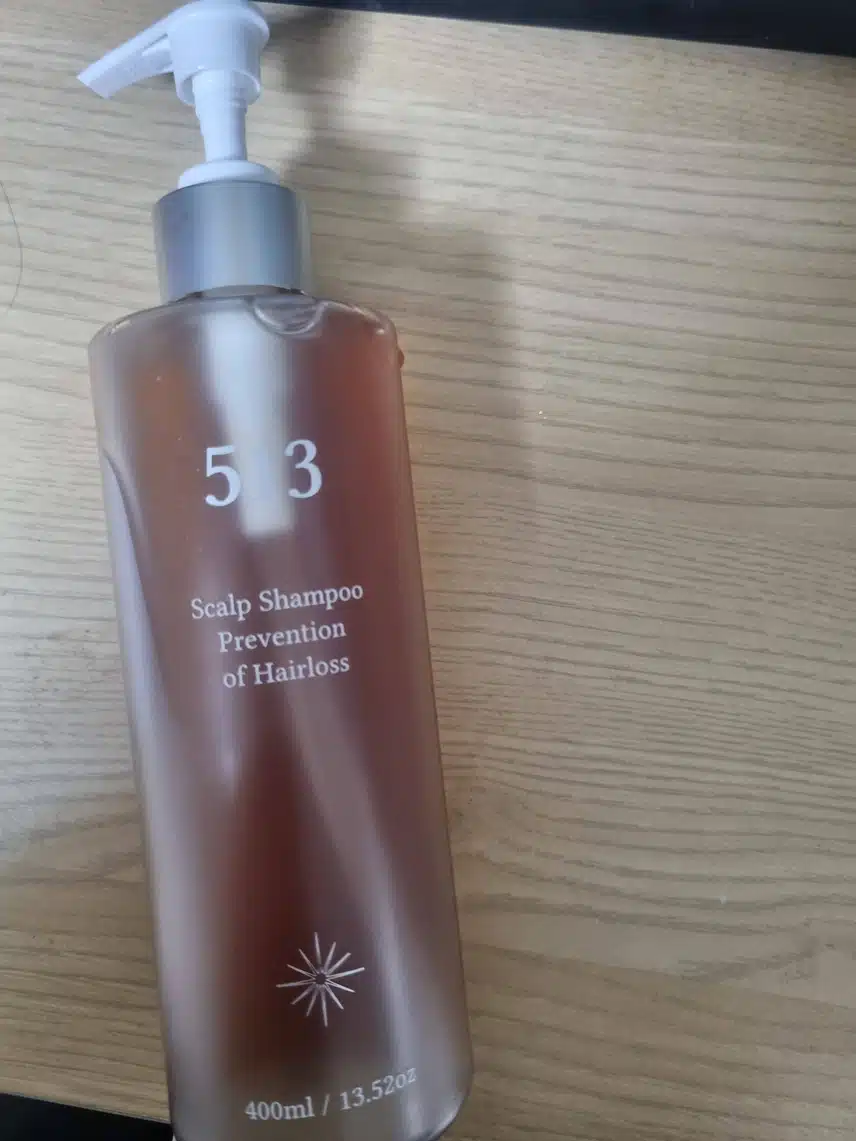 5 3
Scalp Shampoo
Prevention
of Hairloss
400ml / 13.52oz